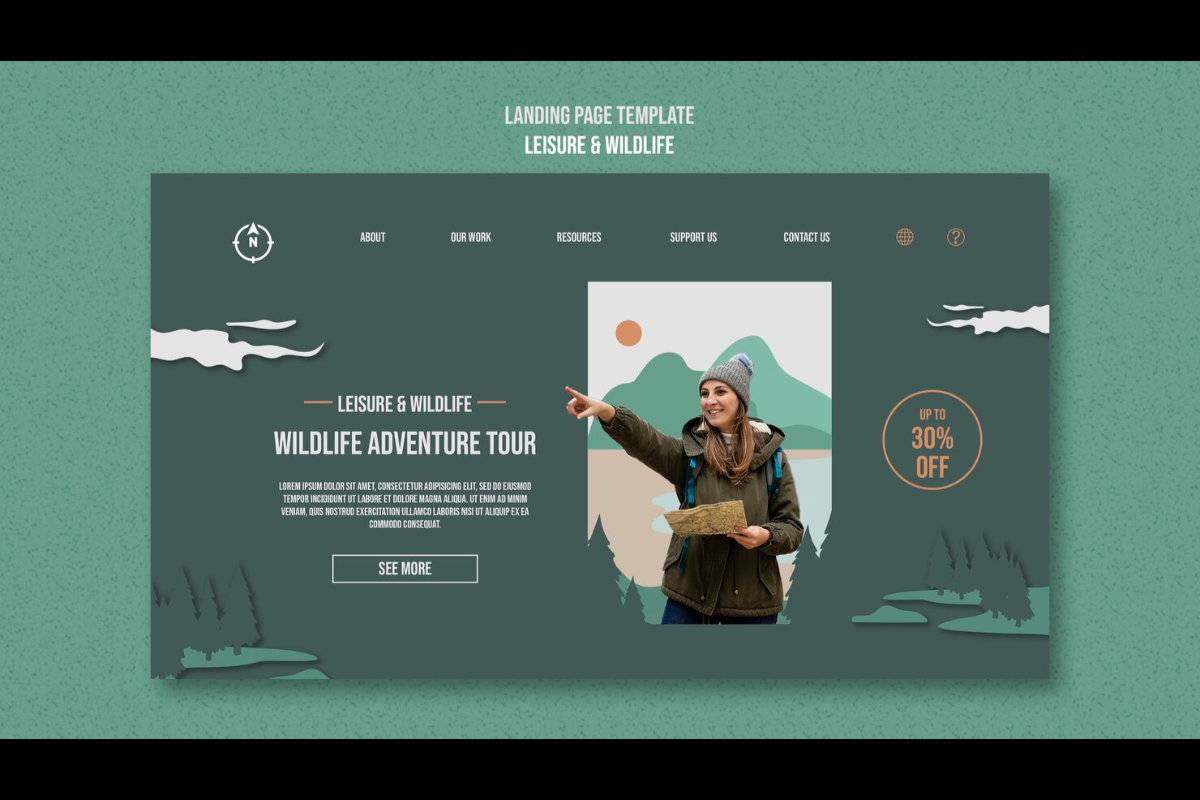 LANDING PAGE TEMPLATE
LEISURE & WILDLIFE
N
ABOUT
OUR WORK
RESOURCES
SUPPORT US
CONTACT US
?
LEISURE & WILDLIFE
WILDLIFE ADVENTURE TOUR
LOREM IPSUM DOLOR SIT AMET, CONSECTETUR ADIPISICING ELIT, SED DO EIUSMOD
TEMPOR INCIDIDUNT UT LABORE ET DOLORE MAGNA ALIQUA. UT ENIM AD MINIM
VENIAM, QUIS NOSTRUD EXERCITATION ULLAMCO LABORIS NISI UT ALIQUIP EX EA
COMMODO CONSEQUAT.
SEE MORE
UP TO
30%
OFF